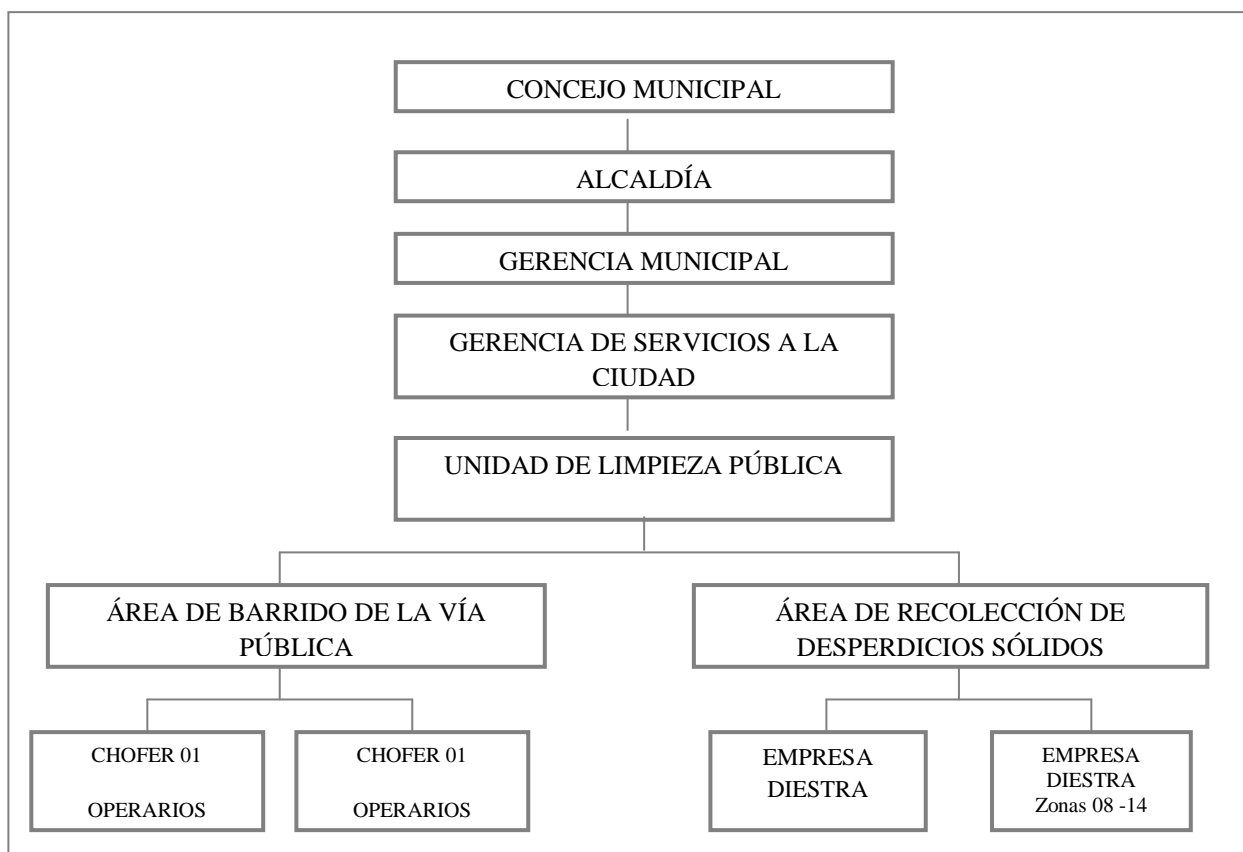 CONCEJO MUNICIPAL
ALCALDÍA
GERENCIA MUNICIPAL
GERENCIA DE SERVICIOS A LA
CIUDAD
UNIDAD DE LIMPIEZA PÚBLICA
ÁREA DE BARRIDO DE LA VÍA
PÚBLICA
ÁREA DE RECOLECCIÓN DE
DESPERDICIOS SÓLIDOS
CHOFER 01
OPERARIOS
CHOFER 01
OPERARIOS
EMPRESA
DIESTRA
EMPRESA
DIESTRA
Zonas 08 -14